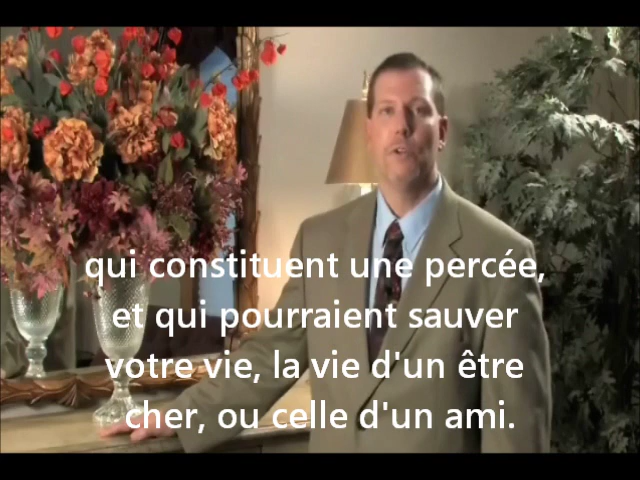 qui constituent une percée,
et qui pourraient sauver
votre vie, la vie d'un être
cher, ou celle d'un ami.